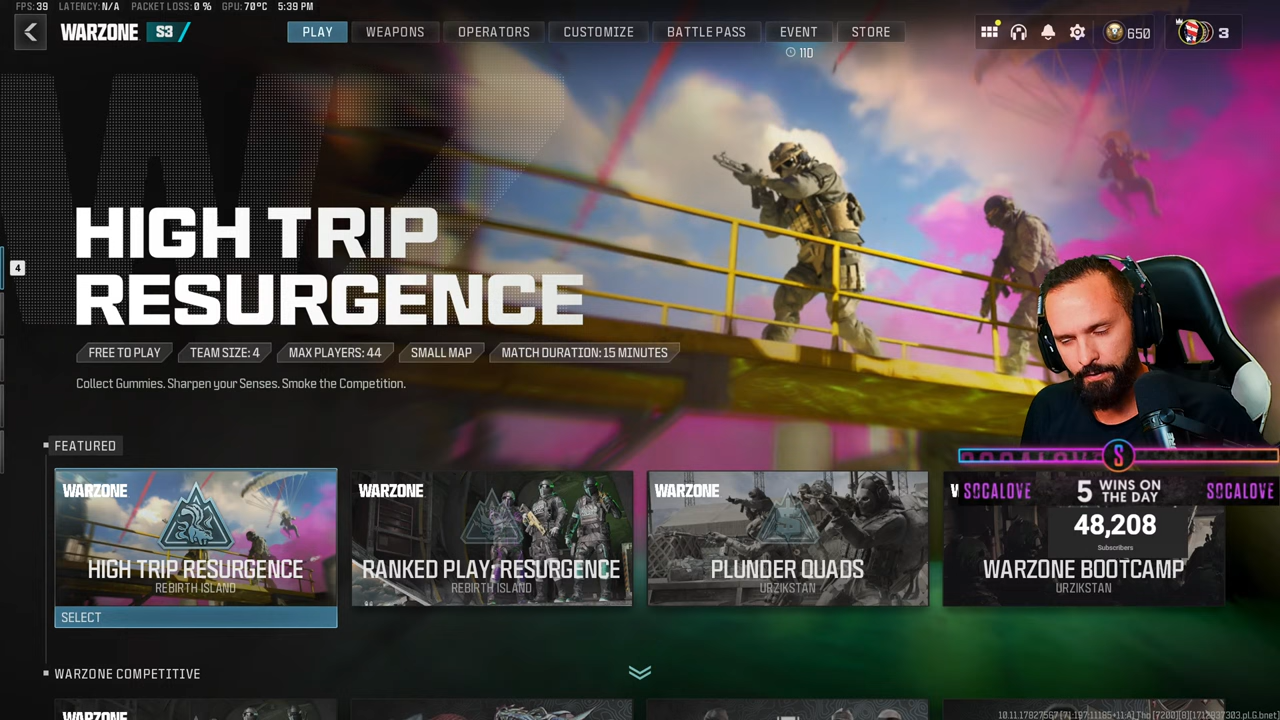 FPS: 39 LATENCY: N/A PACKET LOSS: 0 % GPU: 70°C 5:39 PM
WARZONE S3
PLAY WEAPONS OPERATORS CUSTOMIZE BATTLE PASS EVENT STORE
650 3
11D
HIGH TRIP
RESURGENCE
4
FREE TO PLAY TEAM SIZE: 4 MAX PLAYERS: 44 SMALL MAP MATCH DURATION: 15 MINUTES
Collect Gummies. Sharpen your Senses. Smoke the Competition.
FEATURED
WARZONE
HIGH TRIP RESURGENCE
REBIRTH ISLAND
SELECT
WARZONE
RANKED PLAY: RESURGENCE
REBIRTH ISLAND
WARZONE
PLUNDER QUADS
URZIKSTAN
S
SOCALOVE 5 WINS ON THE DAY SOCALOVE
48,208
Subscribers
WARZONE BOOTCAMP
URZIKSTAN
WARZONE COMPETITIVE
WARZONE